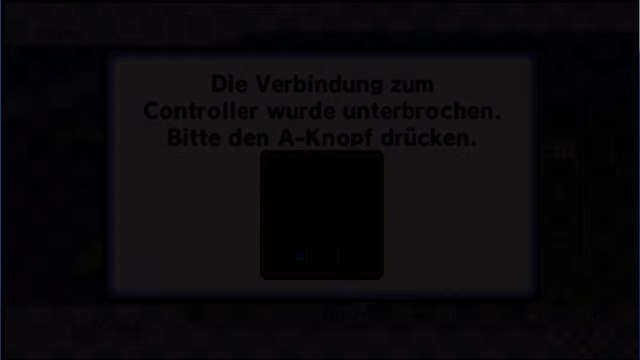 Die Verbindung zum
Controller wurde unterbrochen.
Bitte den A-Knopf drücken.